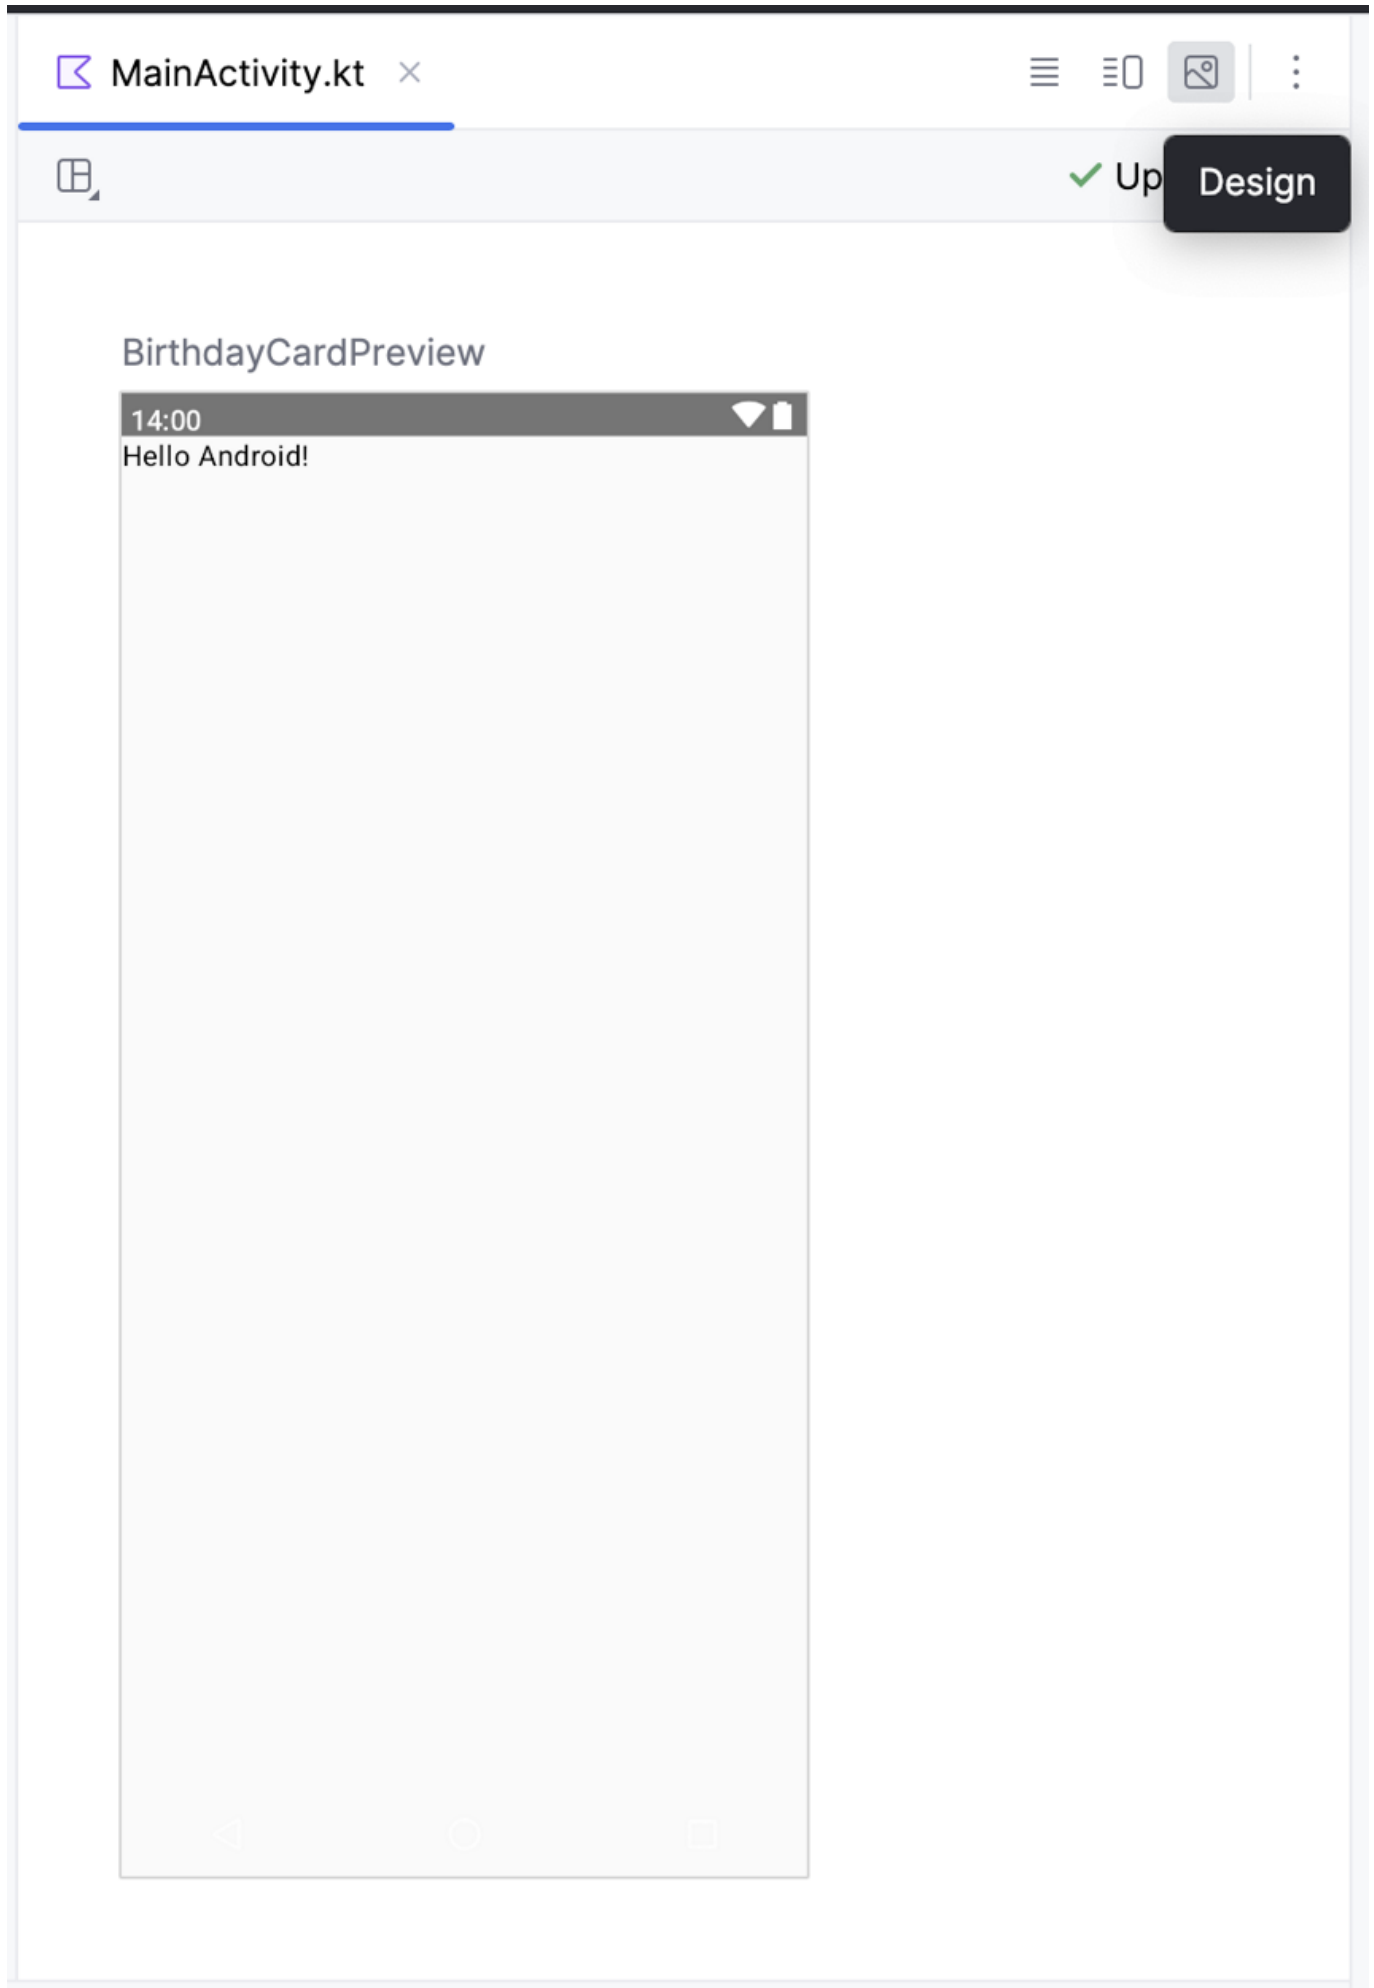 MainActivity.kt
Up
Design
BirthdayCardPreview
14:00
Hello Android!